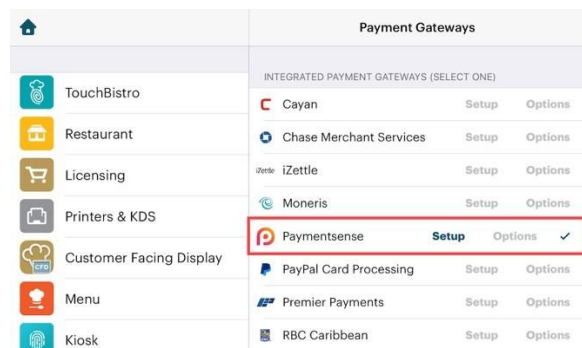 Payment Gateways
TouchBistro
Restaurant
Licensing
Printers & KDS
Customer Facing Display
CFD
Menu
Kiosk
INTEGRATED PAYMENT GATEWAYS (SELECT ONE)
Cayan Setup Options
Chase Merchant Services Setup Options
iZettle iZettle Setup Options
Moneris Setup Options
Paymentsense Setup Options
PayPal Card Processing Setup Options
Premier Payments Setup Options
RBC Caribbean Setup Options